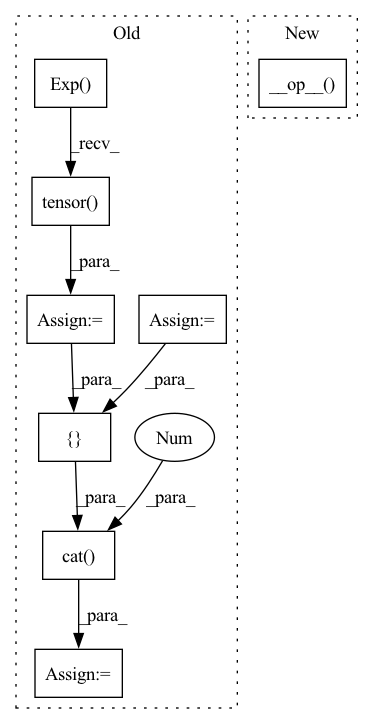 Old
New
Exp()
__op__()
_recv_
tensor()
_para_
Assign:=
Assign:=
_para_
_para_
{}
Num
_para_
_para_
cat()
_para_
Assign:=